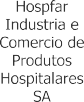 Hospfar
Industria e
Comercio de
Produtos
Hospitalares
SA